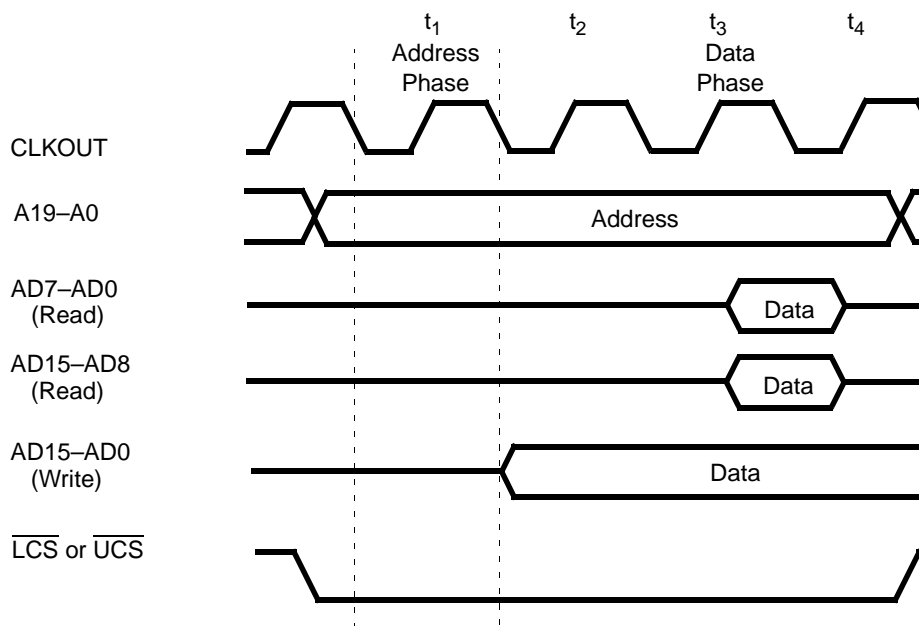 t1
t2
t3
t4
Address
Phase
Data
Phase
CLKOUT
A19–A0
Address
AD7–AD0
(Read)
Data
AD15–AD8
(Read)
Data
AD15–AD0
(Write)
Data
LCS or UCS